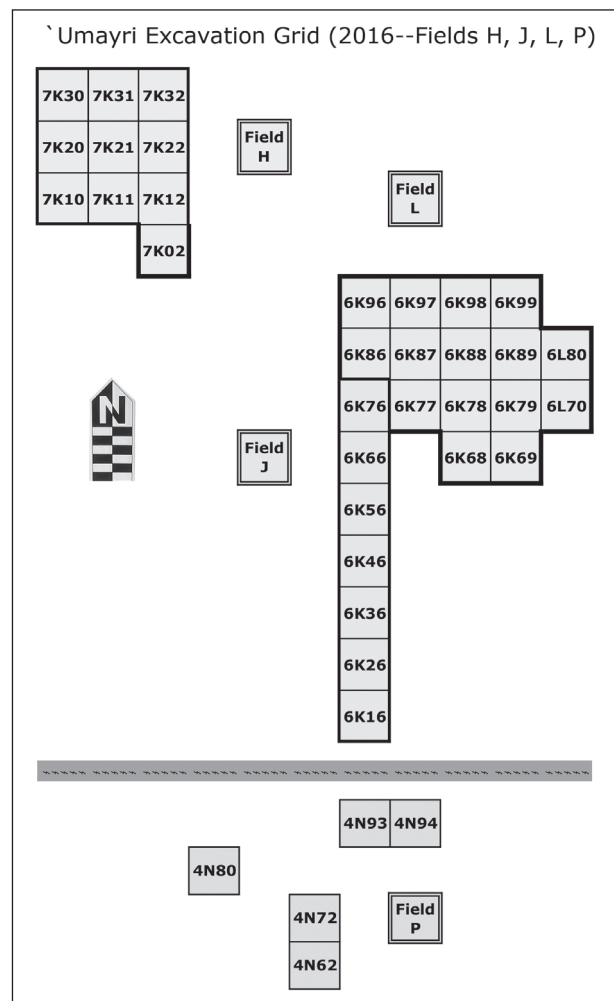 `Umayri Excavation Grid (2016--Fields H, J, L, P)
7K30 7K31 7K32
7K20 7K21 7K22
Field
H
7K10 7K11 7K12
Field
L
7K02
6K96 6K97 6K98 6K99
6K86 6K87 6K88 6K89 6L80
N
6K76 6K77 6K78 6K79 6L70
Field
J
6K66 6K68 6K69
6K56
6K46
6K36
6K26
6K16
4N93 4N94
4N80
4N72
Field
P
4N62